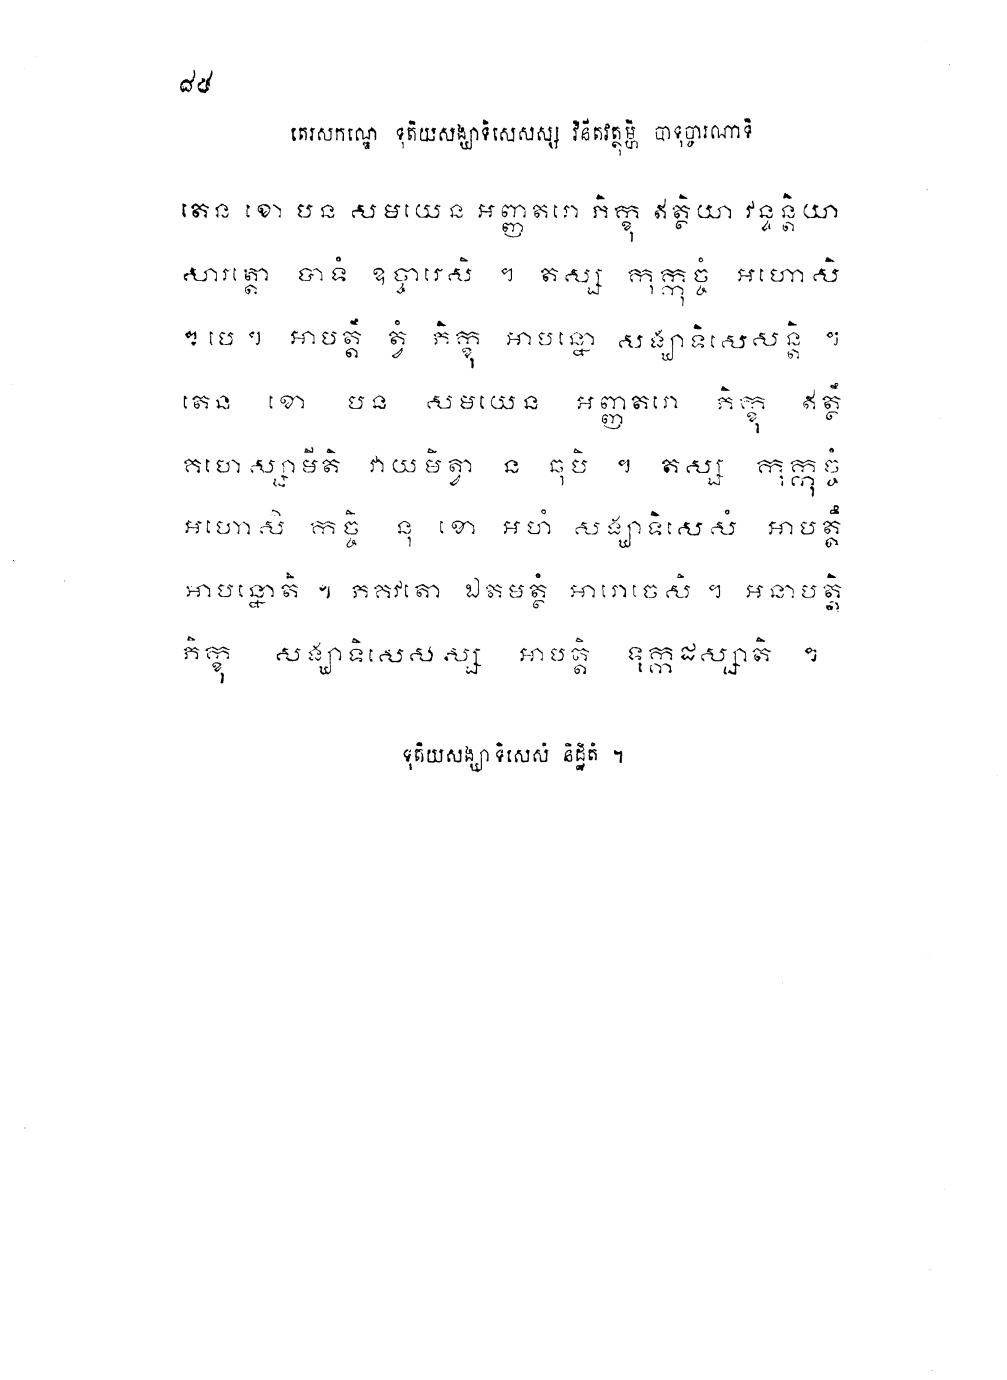 ៨៥
តេរសកណ្ឌេ ទុតិយសង្ឃាទិសេសស្ស វិនីតវត្ថុម្ហិ បាទុច្ចារណាទិ
តេន ខោ បន សមយេន អញ្ញតរោ ភិក្ខុ ឥត្ថិយា វន្ទន្តិយា
សារត្តោ បាទំ ឧច្ចារេសិ ។ តស្ស កុក្កុច្ចំ អហោសិ
។ បេ ។ អាបត្តឹ ត្វំ ភិក្ខុ អាបន្នោ សង្ឃាទិសេសន្តិ ។
តេន ខោ បន សមយេន អញ្ញតរោ ភិក្ខុ ឥត្ថឹ
គហេស្សាមីតិ វាយមិត្វា ន ឆុបិ ។ តស្ស កុក្កុច្ចំ
អហោសិ កច្ចិ នុ ខោ អហំ សង្ឃាទិសេសំ អាបត្តឹ
អាបន្នោតិ ។ ភគវតោ ឯតមត្ថំ អារោចេសិ ។ អនាបត្តិ
ភិក្ខុ សង្ឃាទិសេសស្ស អាបត្តិ ទុក្កដស្សាតិ ។
ទុតិយសង្ឃាទិសេសំ និដ្ឋិតំ ។